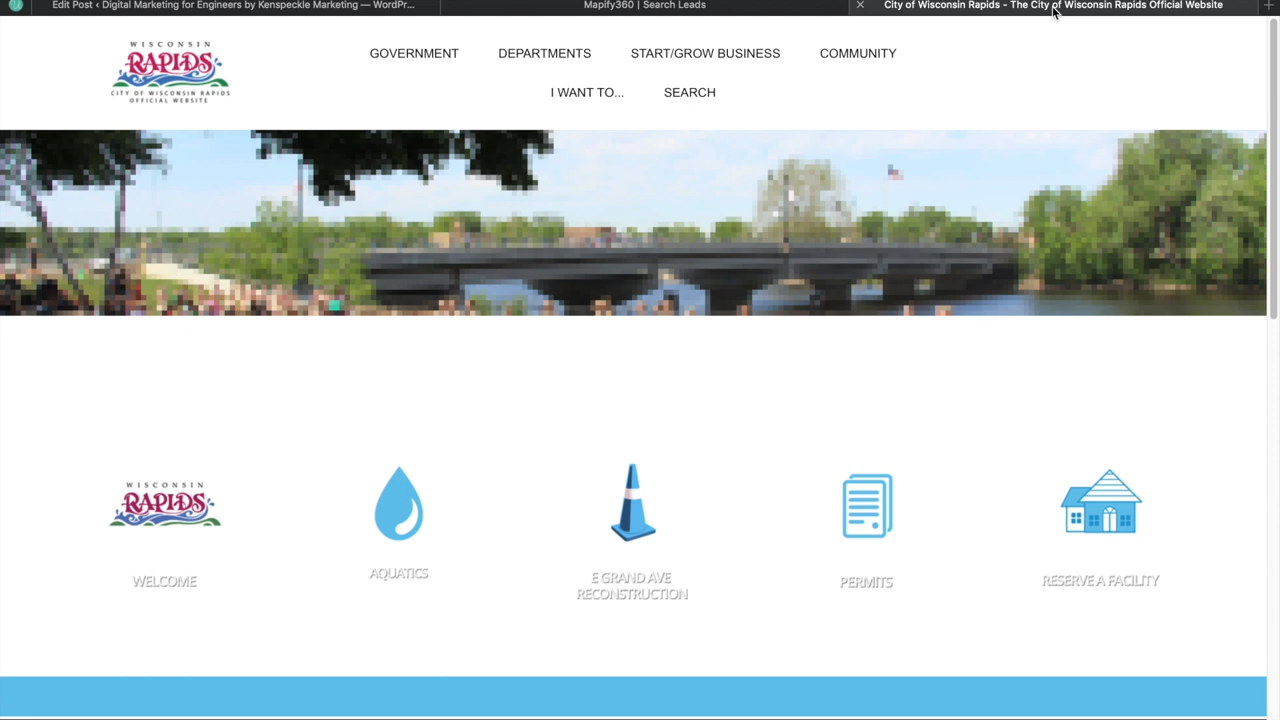 Edit Post ‹ Digital Marketing for Engineers by Kenspeckle Marketing — WordPr...
Mapify360 | Search Leads
City of Wisconsin Rapids - The City of Wisconsin Rapids Official Website
WISCONSIN
RAPIDS
CITY OF WISCONSIN RAPIDS
OFFICIAL WEBSITE
GOVERNMENT
DEPARTMENTS
START/GROW BUSINESS
COMMUNITY
I WANT TO...
SEARCH
WISCONSIN
RAPIDS
WELCOME
AQUATICS
E GRAND AVE
RECONSTRUCTION
PERMITS
RESERVE A FACILITY